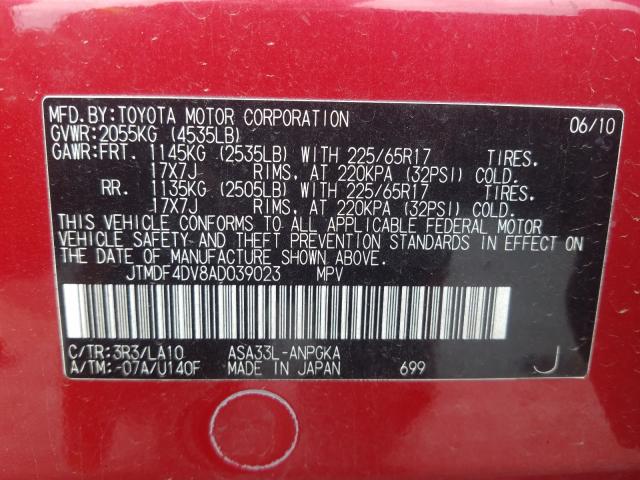 MFD.BY:TOYOTA MOTOR CORPORATION 06/10
GVWR:2055KG (4535LB)
GAWR:FRT. 1145KG (2535LB) WITH 225/65R17 TIRES.
17X7J RIMS, AT 220KPA (32PSI) COLD.
RR. 1135KG (2505LB) WITH 225/65R17 TIRES.
17X7J RIMS, AT 220KPA (32PSI) COLD.
THIS VEHICLE CONFORMS TO ALL APPLICABLE FEDERAL MOTOR
VEHICLE SAFETY AND THEFT PREVENTION STANDARDS IN EFFECT ON
THE DATE OF MANUFACTURE SHOWN ABOVE.
JTMDF4DV8AD039023 MPV
C/TR:3R3/LA10 ASA33L-ANPGKA
A/TM:-07A/U140F MADE IN JAPAN 699 J